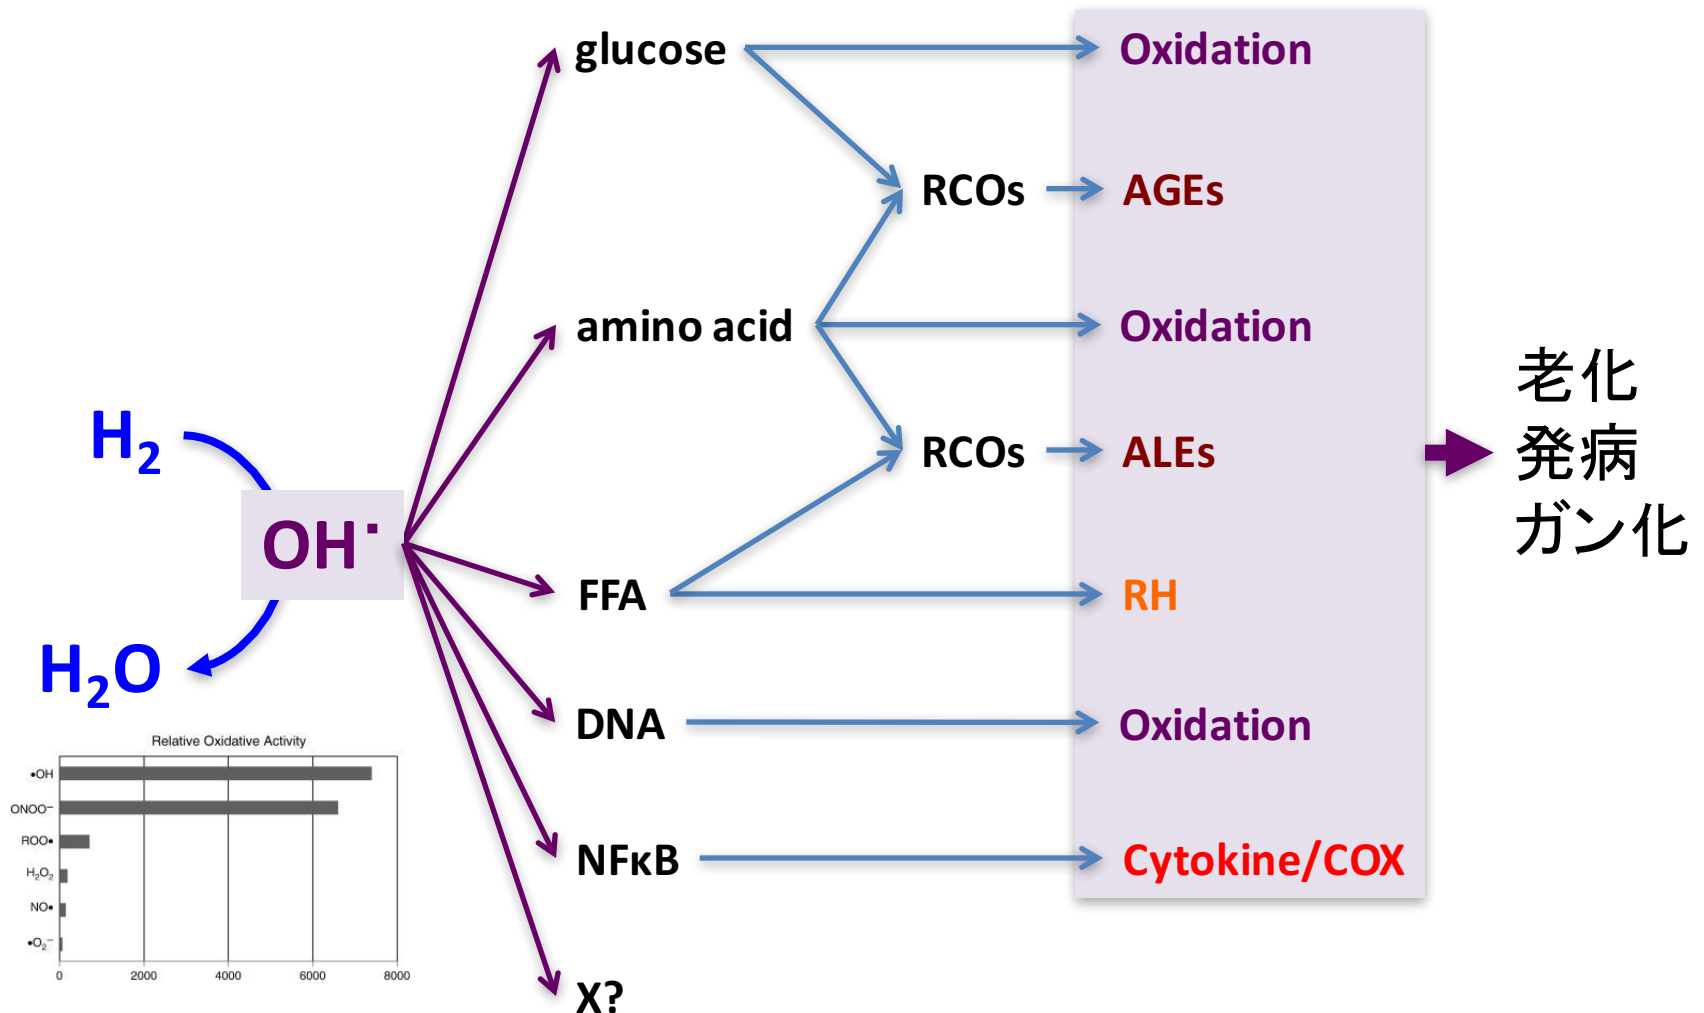 glucose
Oxidation
RCOs
AGEs
amino acid
Oxidation
RCOs
ALEs
FFA
RH
DNA
Oxidation
NFκB
Cytokine/COX
X?
H₂
OH·
H₂O
老化
発病
ガン化
Relative Oxidative Activity
•OH
ONOO⁻
ROO•
H₂O₂
NO•
•O₂⁻
0 2000 4000 6000 8000